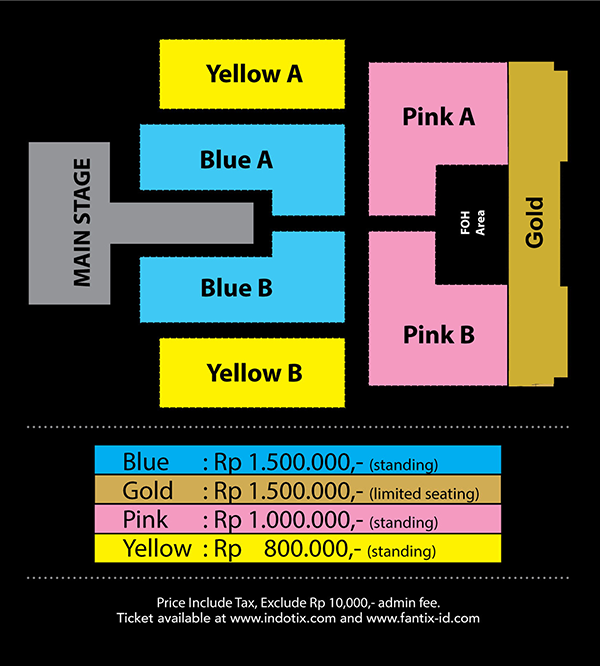 Yellow A
Pink A
Blue A
MAIN STAGE
FOH
Area
Gold
Blue B
Pink B
Yellow B
Blue : Rp 1.500.000,- (standing)
Gold : Rp 1.500.000,- (limited seating)
Pink : Rp 1.000.000,- (standing)
Yellow : Rp 800.000,- (standing)
Price Include Tax, Exclude Rp 10,000,- admin fee.
Ticket available at www.indotix.com and www.fantix-id.com